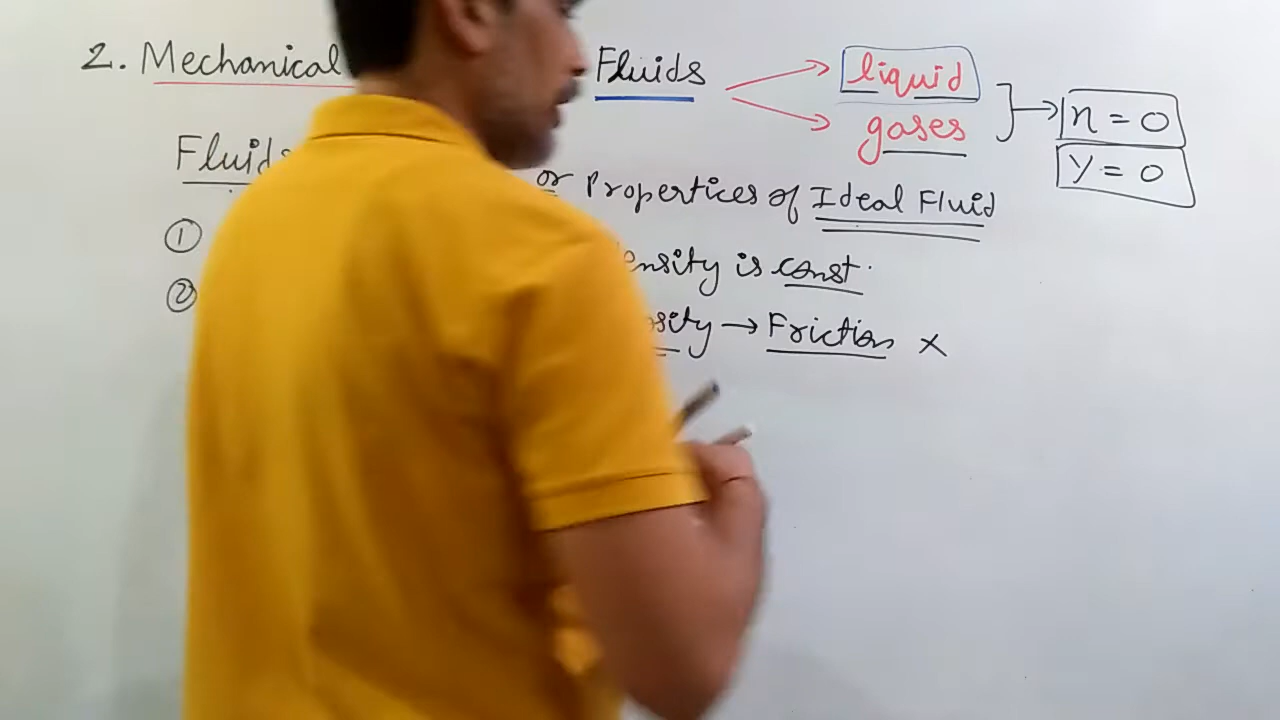 2. Mechanical Fluids → liquid
→ gases
} → η = 0
Y = 0
Fluids or Propertices of Ideal Fluid
① ensity is const.
② osity → Friction ×